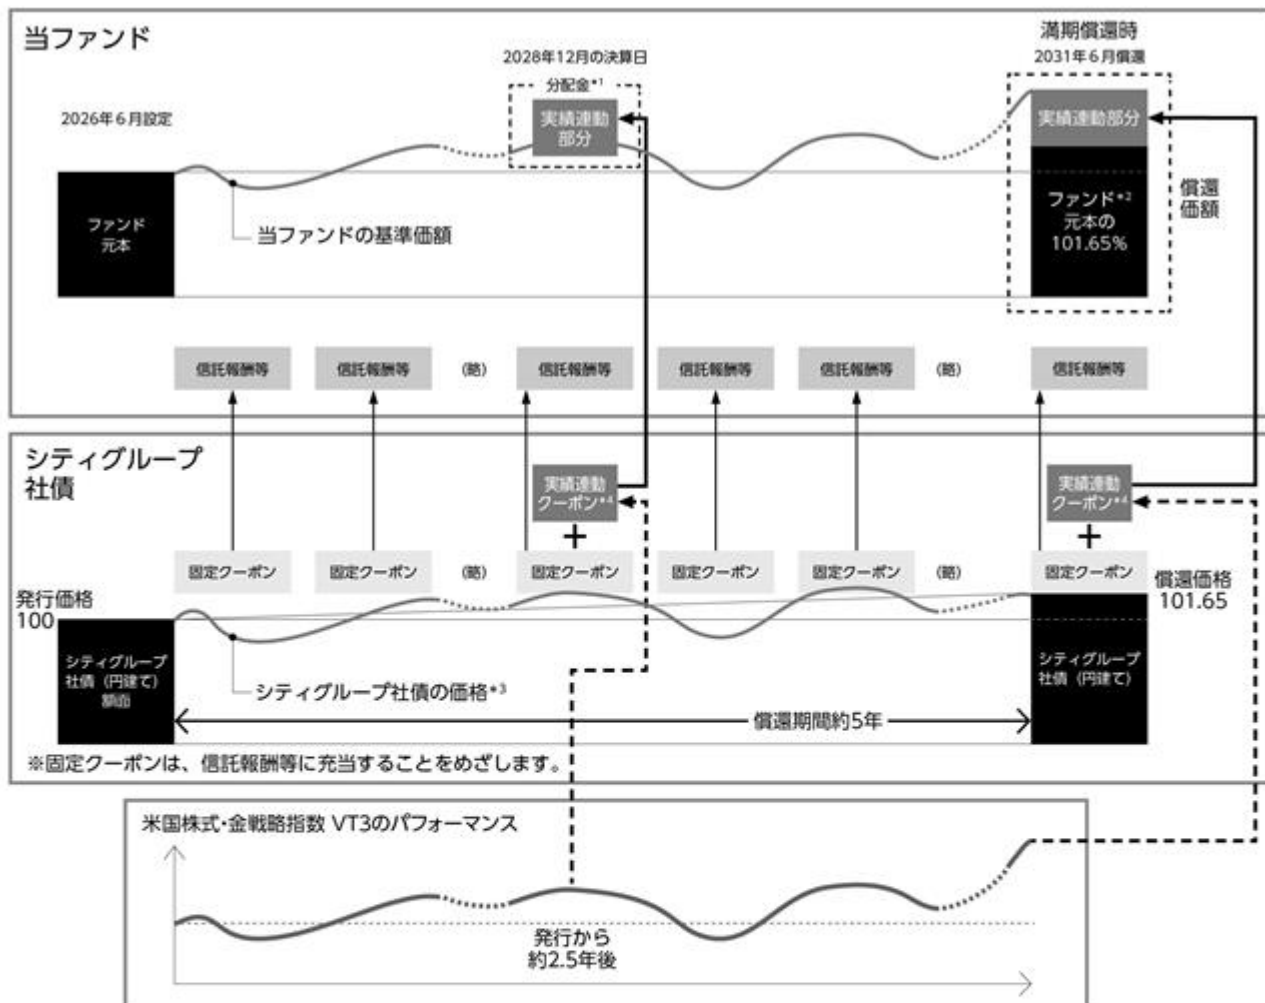 当ファンド
満期償還時
2028年12月の決算日
2031年6月償還
分配金*1
2026年6月設定
実績連動
部分
実績連動部分
ファンド
元本
当ファンドの基準価額
ファンド*2
元本の
101.65%
償還
価額
信託報酬等
信託報酬等
(略)
信託報酬等
信託報酬等
信託報酬等
(略)
信託報酬等
シティグループ
社債
実績連動
クーポン*4
実績連動
クーポン*4
+
+
固定クーポン
固定クーポン
(略)
固定クーポン
固定クーポン
固定クーポン
(略)
固定クーポン
発行価格
100
償還価格
101.65
シティグループ
社債(円建て)
額面
シティグループ社債の価格*3
シティグループ
社債(円建て)
償還期間約5年
※固定クーポンは、信託報酬等に充当することをめざします。
米国株式・金戦略指数 VT3のパフォーマンス
発行から
約2.5年後